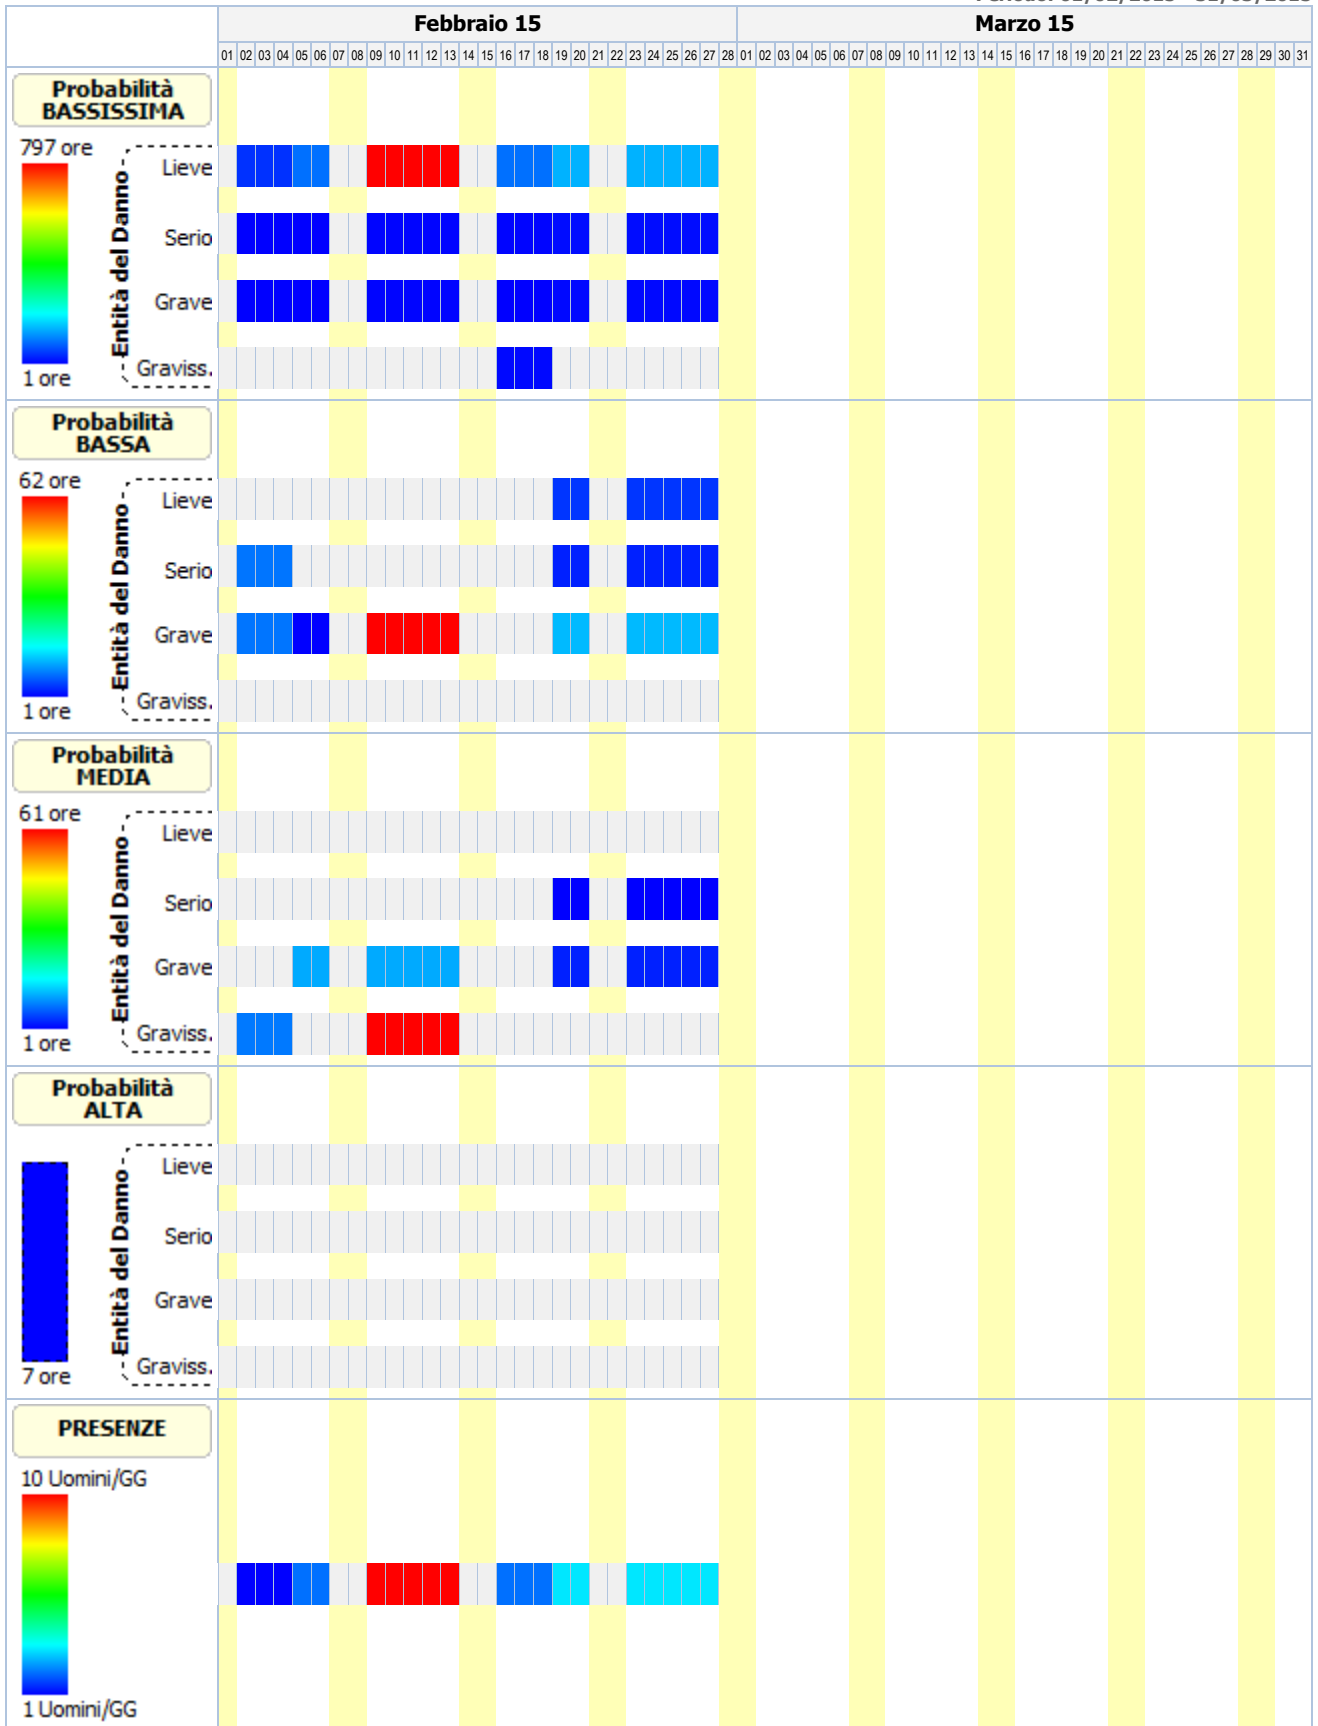 Febbraio 15 Marzo 15
01 02 03 04 05 06 07 08 09 10 11 12 13 14 15 16 17 18 19 20 21 22 23 24 25 26 27 28 01 02 03 04 05 06 07 08 09 10 11 12 13 14 15 16 17 18 19 20 21 22 23 24 25 26 27 28 29 30 31
Probabilità
BASSISSIMA
797 ore
Entità del Danno
Lieve
Serio
Grave
Graviss.
1 ore
Probabilità
BASSA
62 ore
Entità del Danno
Lieve
Serio
Grave
Graviss.
1 ore
Probabilità
MEDIA
61 ore
Entità del Danno
Lieve
Serio
Grave
Graviss.
1 ore
Probabilità
ALTA
Entità del Danno
Lieve
Serio
Grave
Graviss.
7 ore
PRESENZE
10 Uomini/GG
1 Uomini/GG